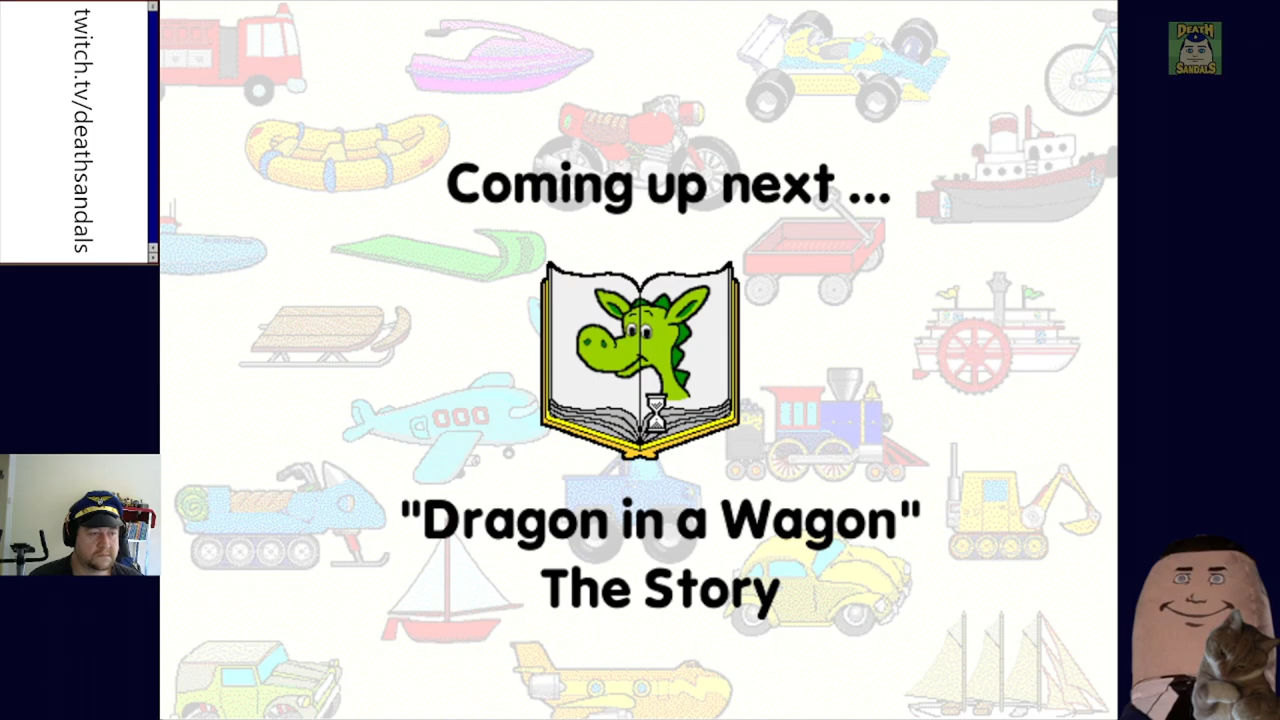 twitch.tv/deathsandals
DEATH
SANDALS
Coming up next ...
"Dragon in a Wagon"
The Story